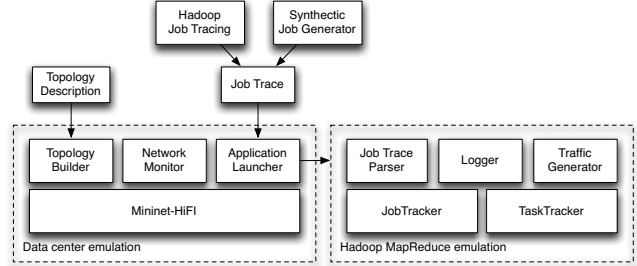 Hadoop
Job Tracing
Synthectic
Job Generator
Topology
Description
Job Trace
Topology
Builder
Network
Monitor
Application
Launcher
Job Trace
Parser
Logger
Traffic
Generator
Mininet-HiFI
JobTracker
TaskTracker
Data center emulation
Hadoop MapReduce emulation